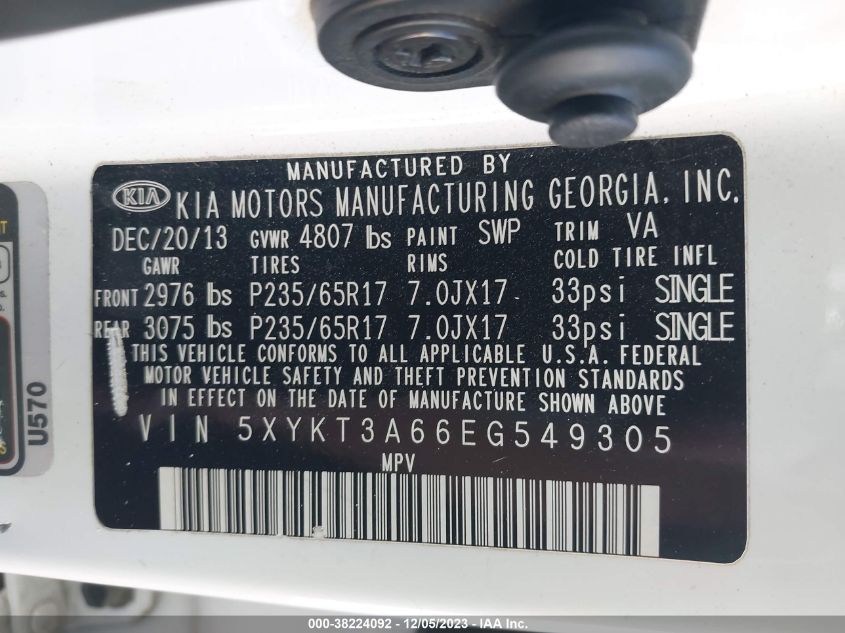 MANUFACTURED BY
KIA KIA MOTORS MANUFACTURING GEORGIA, INC.
DEC/20/13 GVWR 4807 lbs PAINT SWP TRIM VA
GAWR TIRES RIMS COLD TIRE INFL
FRONT 2976 lbs P235/65R17 7.0JX17 33psi SINGLE
REAR 3075 lbs P235/65R17 7.0JX17 33psi SINGLE
THIS VEHICLE CONFORMS TO ALL APPLICABLE U.S.A. FEDERAL
MOTOR VEHICLE SAFETY AND THEFT PREVENTION STANDARDS
IN EFFECT ON THE DATE OF MANUFACTURE SHOWN ABOVE.
VIN 5XYKT3A66EG549305
MPV
U570
000-38224092 - 12/05/2023 - IAA Inc.